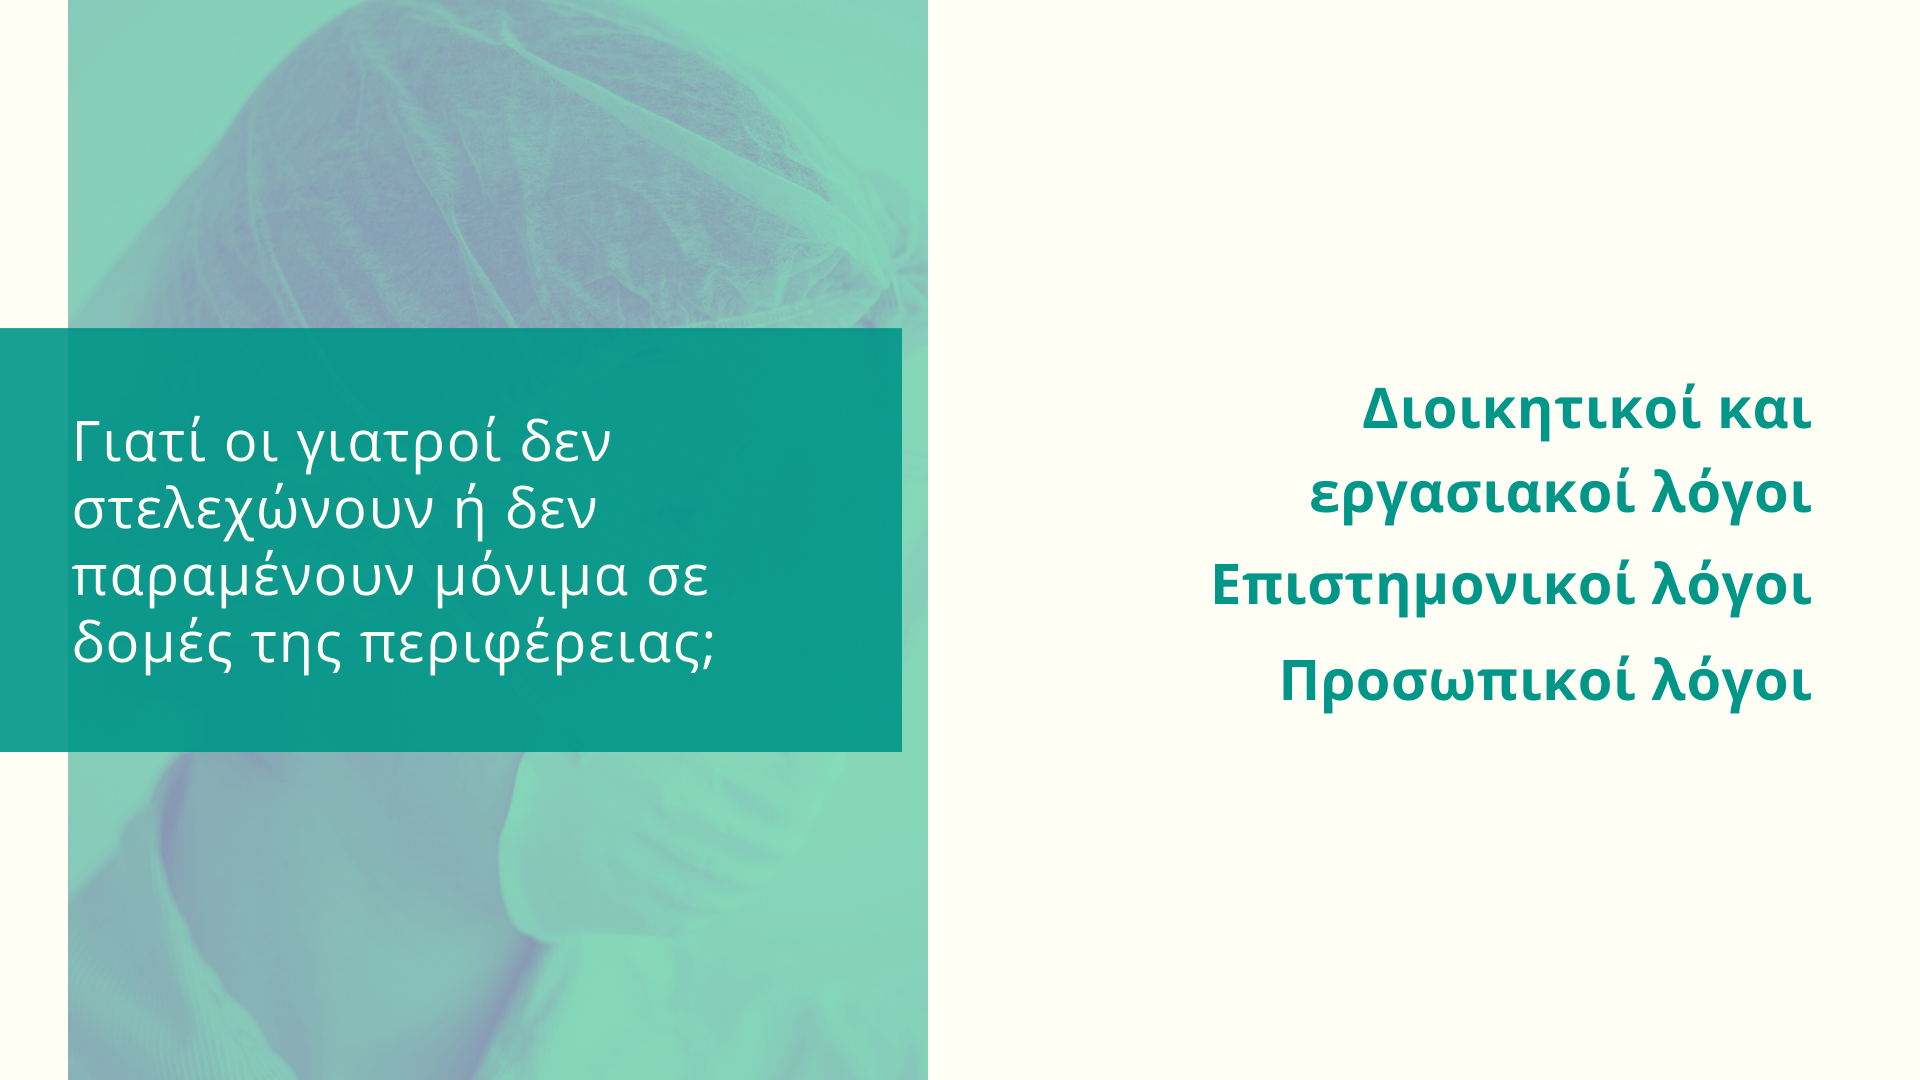 Γιατί οι γιατροί δεν
στελεχώνουν ή δεν
παραμένουν μόνιμα σε
δομές της περιφέρειας;
Διοικητικοί και
εργασιακοί λόγοι
Επιστημονικοί λόγοι
Προσωπικοί λόγοι